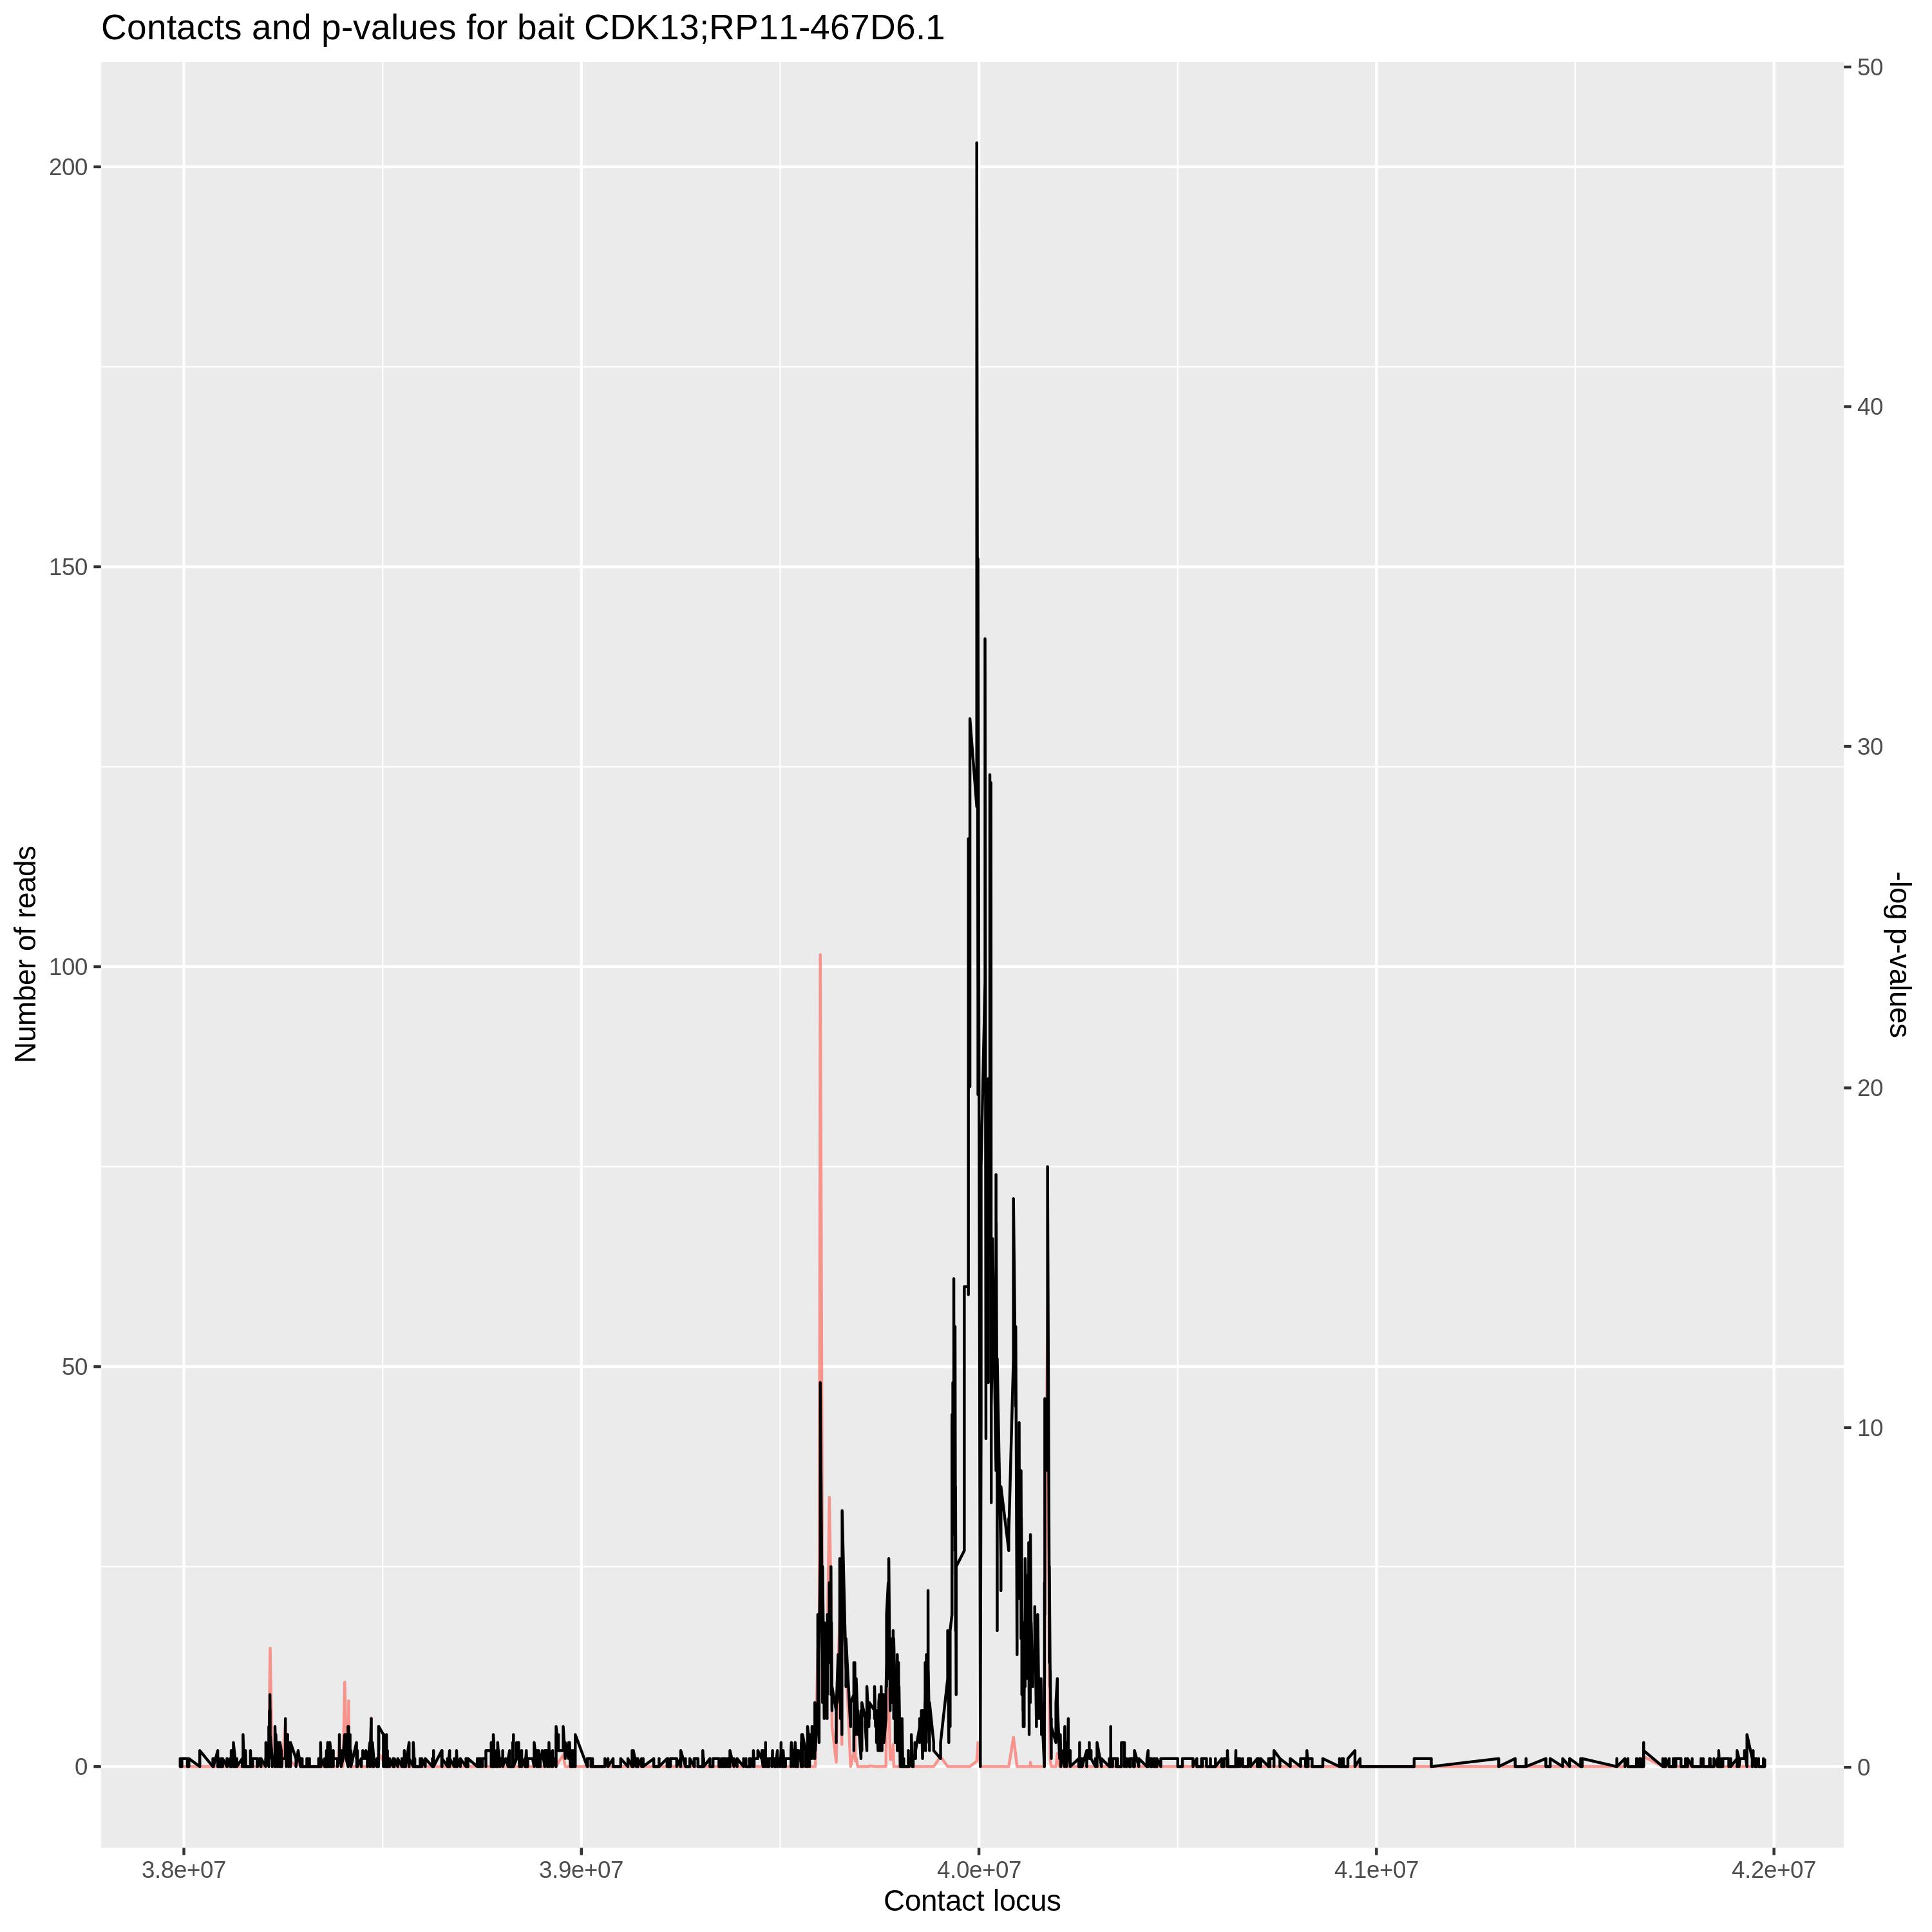 Contacts and p-values for bait CDK13;RP11-467D6.1
200
150
100
50
0
Number of reads
50
40
30
20
10
0
-log p-values
3.8e+07
3.9e+07
4.0e+07
4.1e+07
4.2e+07
Contact locus